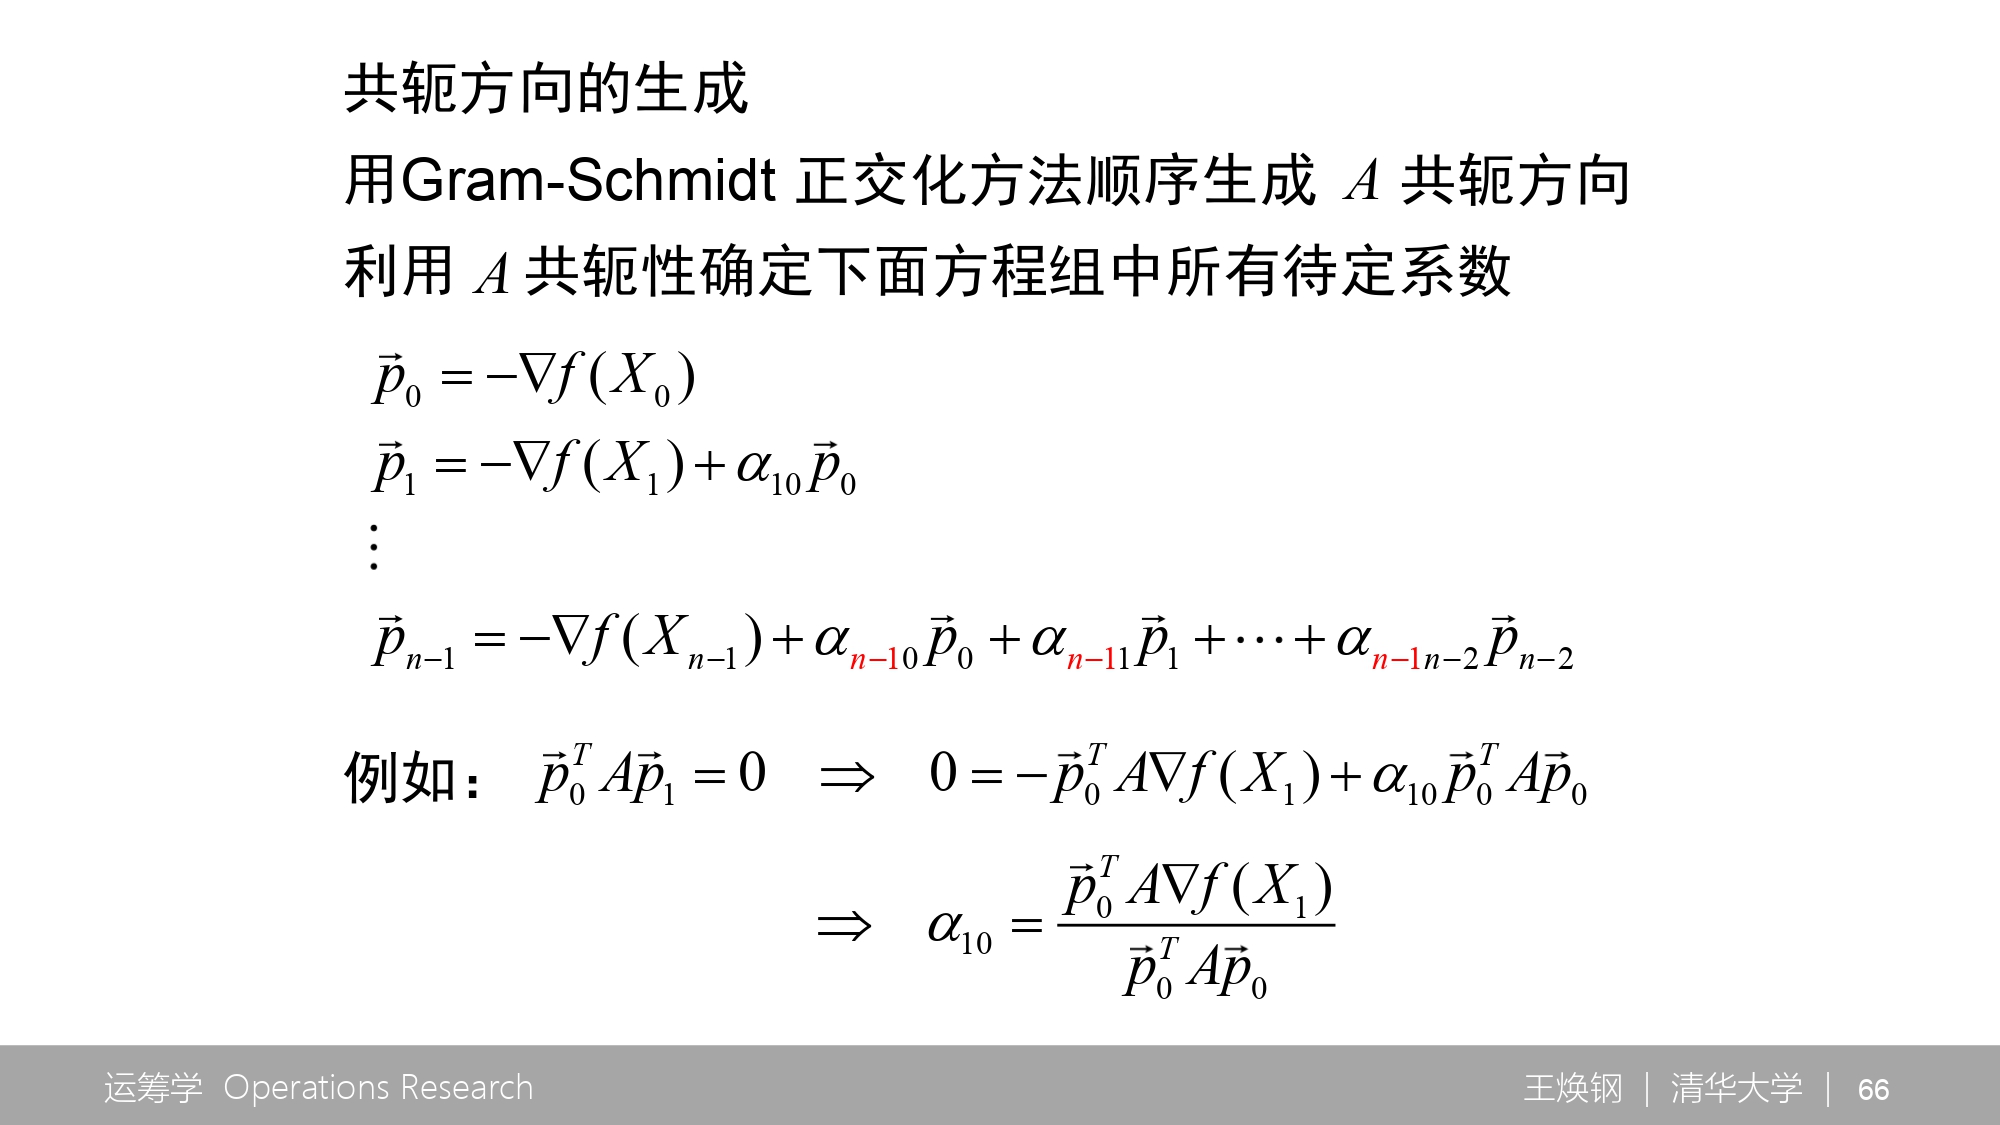 共轭方向的生成
用Gram-Schmidt 正交化方法顺序生成 A 共轭方向
利用 A 共轭性确定下面方程组中所有待定系数
$\vec{p}_0 = -\nabla f(X_0)$
$\vec{p}_1 = -\nabla f(X_1) + \alpha_{10}\vec{p}_0$
⋮
$\vec{p}_{n-1} = -\nabla f(X_{n-1}) + \alpha_{n-10}\vec{p}_0 + \alpha_{n-11}\vec{p}_1 + \cdots + \alpha_{n-1n-2}\vec{p}_{n-2}$
例如： $\vec{p}_0^T A\vec{p}_1 = 0 \Rightarrow 0 = -\vec{p}_0^T A\nabla f(X_1) + \alpha_{10}\vec{p}_0^T A\vec{p}_0$
$\Rightarrow \alpha_{10} = \frac{\vec{p}_0^T A\nabla f(X_1)}{\vec{p}_0^T A\vec{p}_0}$
运筹学 Operations Research 王焕钢 | 清华大学 | 66